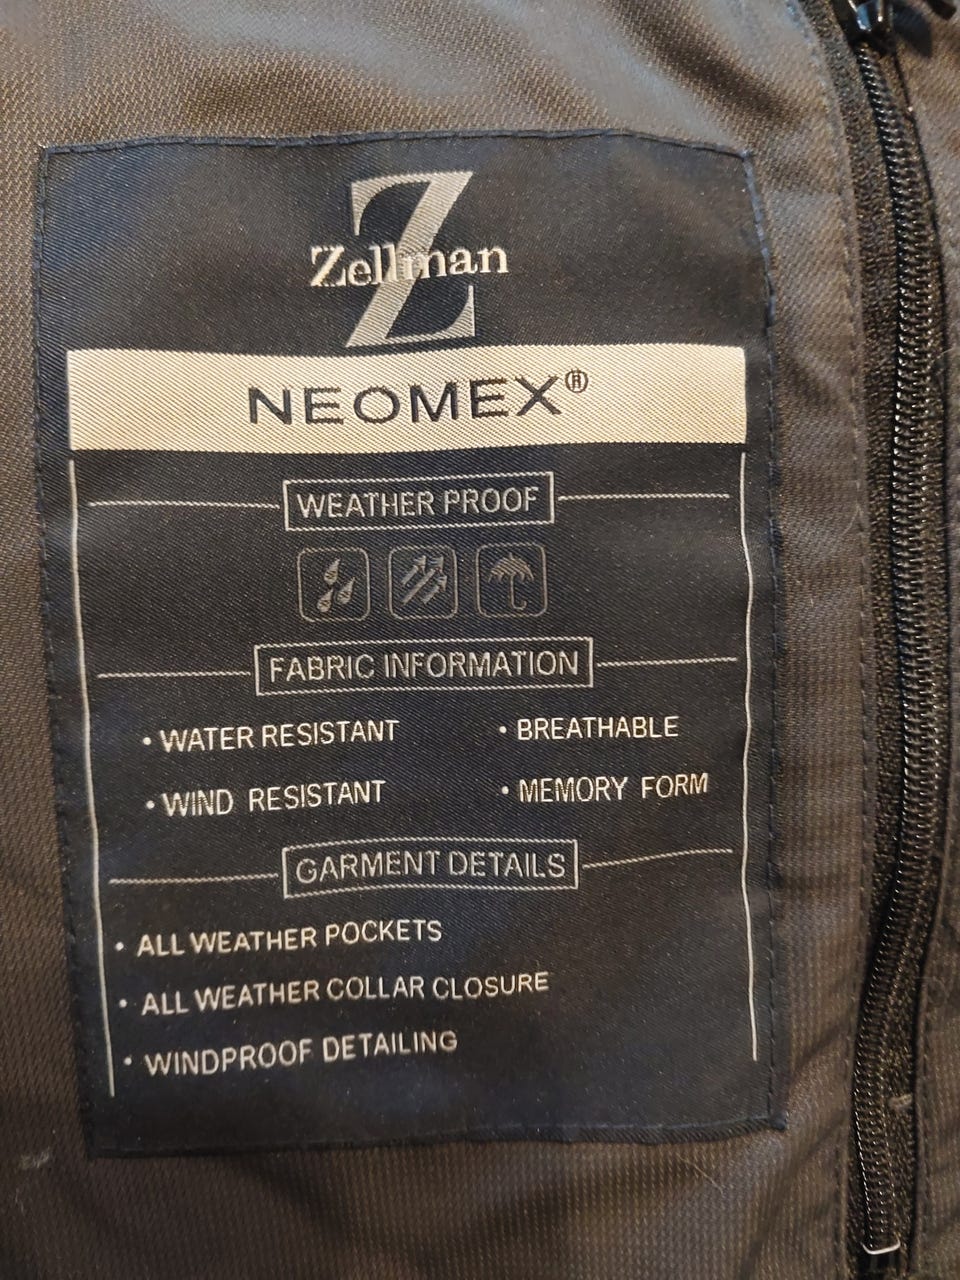 Z
Zellman
NEOMEX®
WEATHER PROOF
FABRIC INFORMATION
• WATER RESISTANT • BREATHABLE
• WIND RESISTANT • MEMORY FORM
GARMENT DETAILS
• ALL WEATHER POCKETS
• ALL WEATHER COLLAR CLOSURE
• WINDPROOF DETAILING